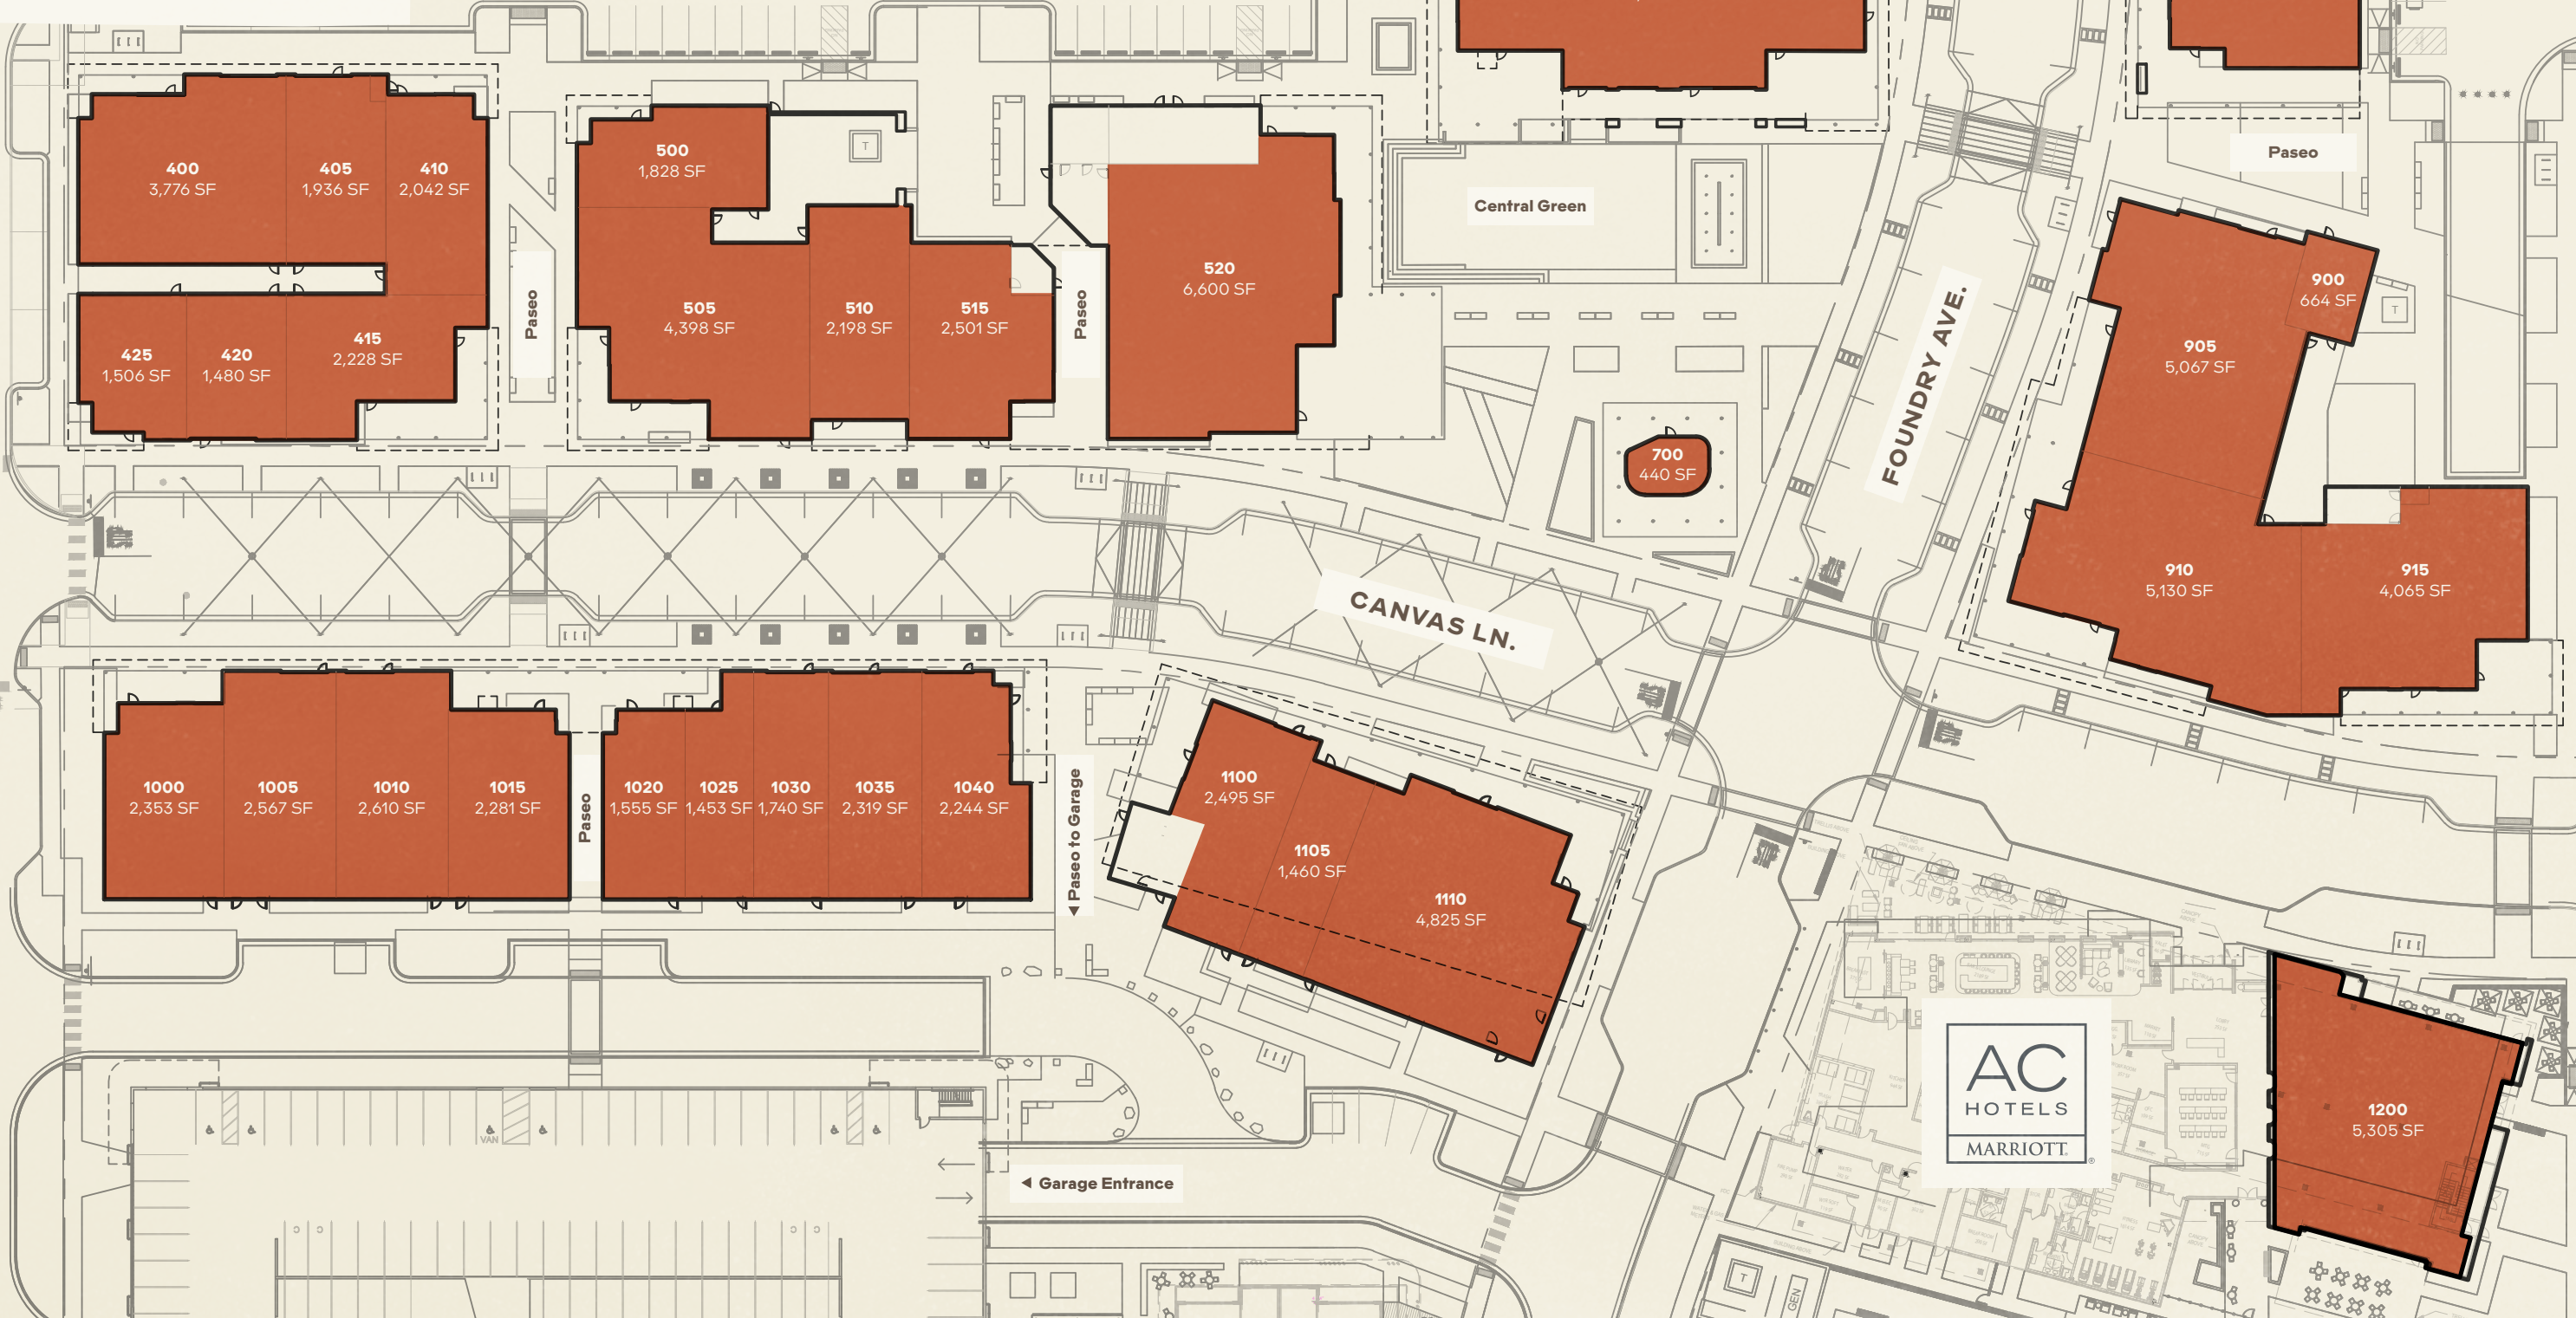 400
3,776 SF
405
1,936 SF
410
2,042 SF
425
1,506 SF
420
1,480 SF
415
2,228 SF
Paseo
500
1,828 SF
505
4,398 SF
510
2,198 SF
515
2,501 SF
T
Paseo
520
6,600 SF
Central Green
700
440 SF
FOUNDRY AVE.
Paseo
900
664 SF
T
905
5,067 SF
910
5,130 SF
915
4,065 SF
CANVAS LN.
1000
2,353 SF
1005
2,567 SF
1010
2,610 SF
1015
2,281 SF
Paseo
1020
1,555 SF
1025
1,453 SF
1030
1,740 SF
1035
2,319 SF
1040
2,244 SF
◀ Paseo to Garage
1100
2,495 SF
1105
1,460 SF
1110
4,825 SF
VAN
◀ Garage Entrance
AC
HOTELS
MARRIOTT
®
1200
5,305 SF
T
GEN